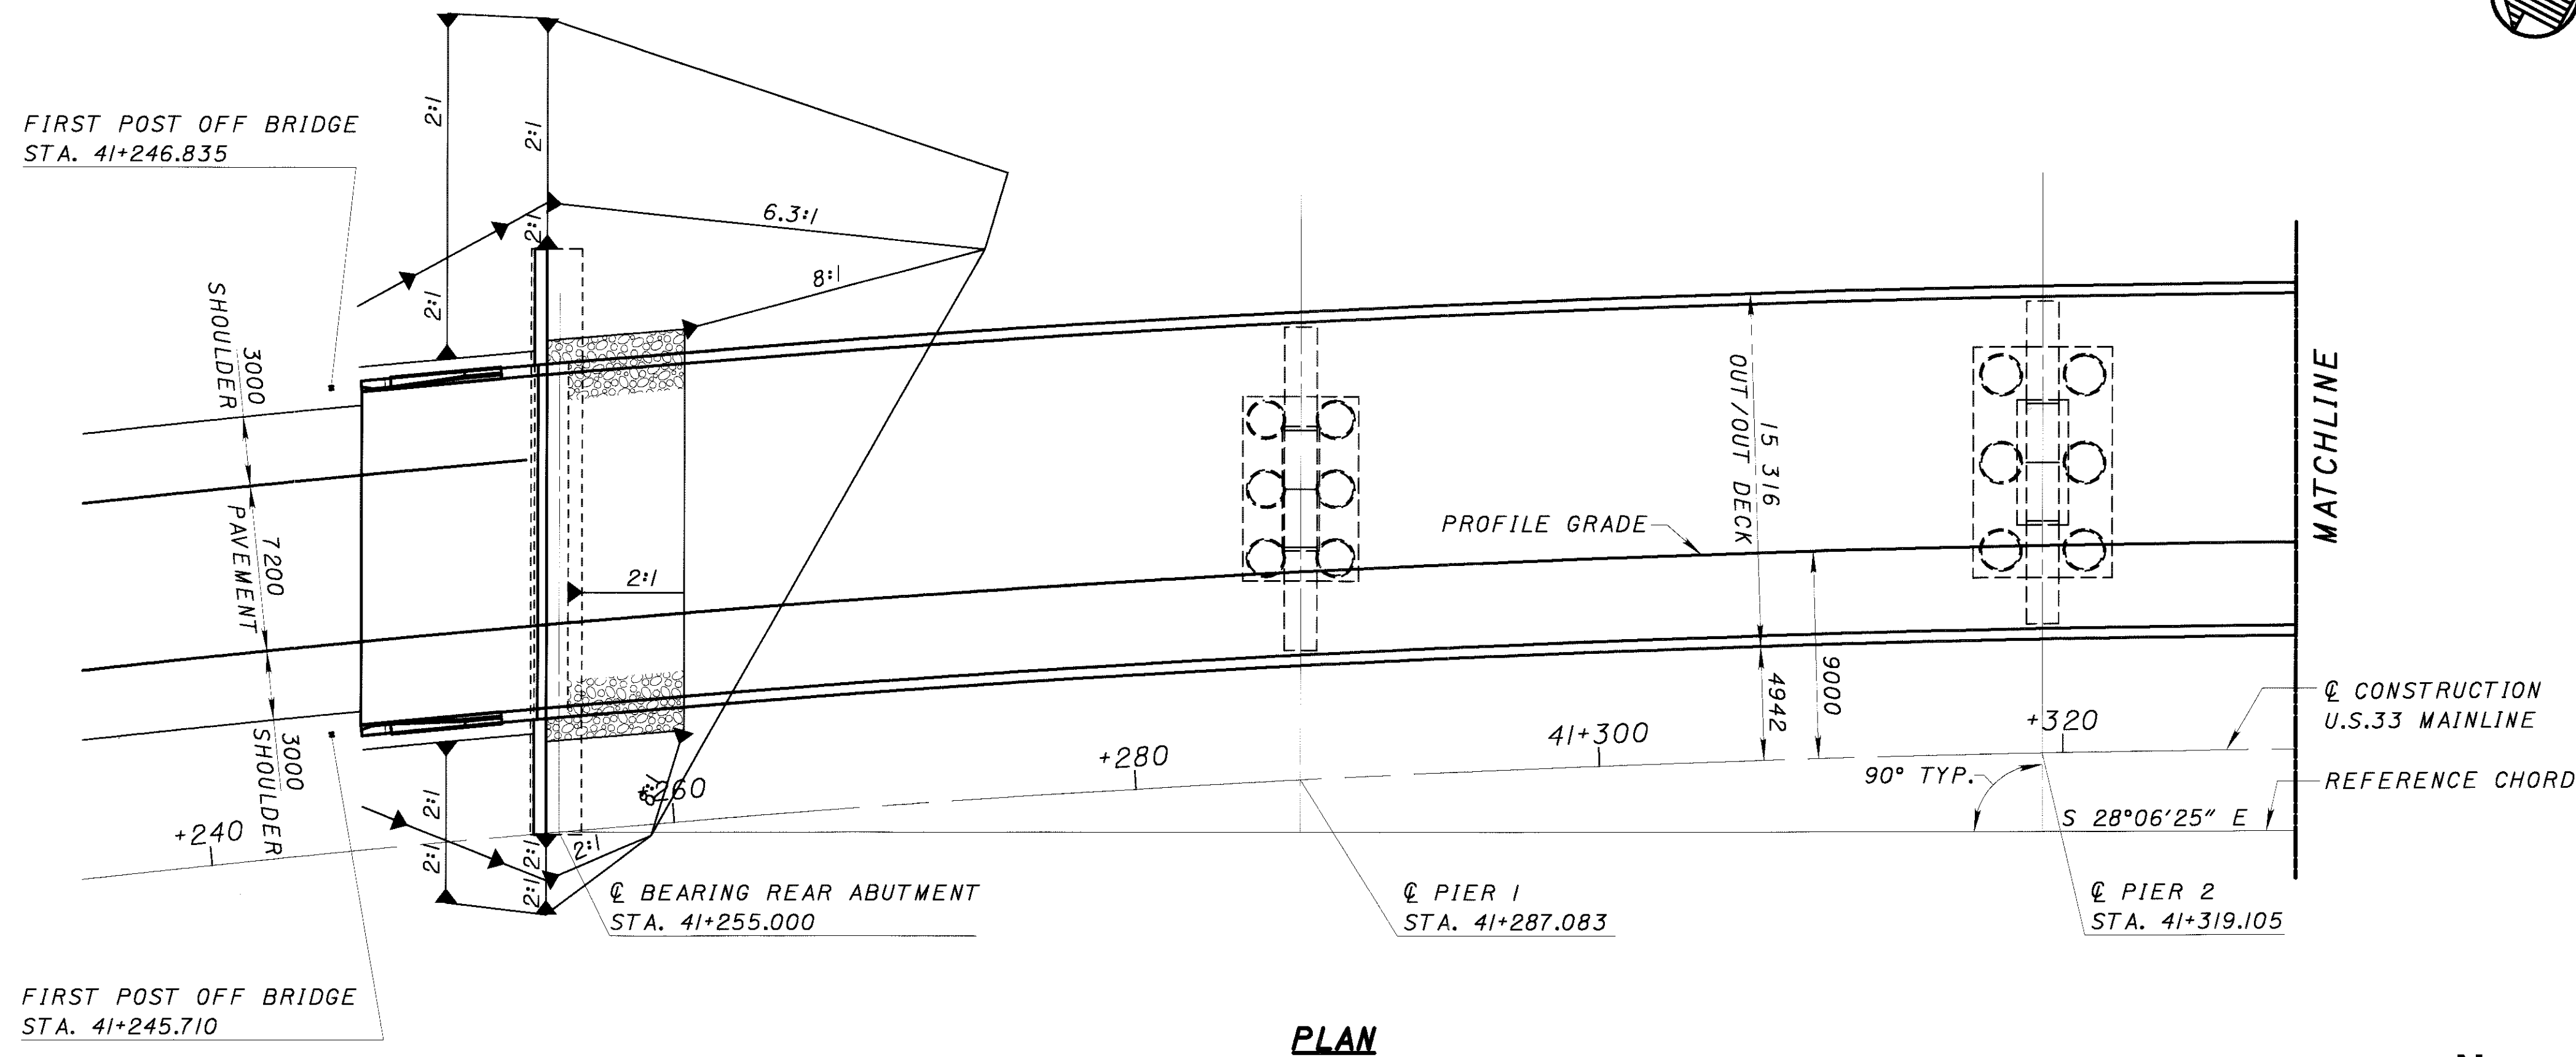 FIRST POST OFF BRIDGE
STA. 41+246.835
2:1
2:1
2:1
2:1
6.3:1
8:1
3000
SHOULDER
7200
PAVEMENT
3000
SHOULDER
2:1
15 316
OUT/OUT DECK
PROFILE GRADE
9000
4942
MATCHLINE
℄ CONSTRUCTION
U.S.33 MAINLINE
REFERENCE CHORD
90° TYP.
S 28°06'25" E
+240
+260
+280
41+300
+320
2:1
2:1
2:1
2:1
2:1
℄ BEARING REAR ABUTMENT
STA. 41+255.000
℄ PIER 1
STA. 41+287.083
℄ PIER 2
STA. 41+319.105
FIRST POST OFF BRIDGE
STA. 41+245.710
PLAN